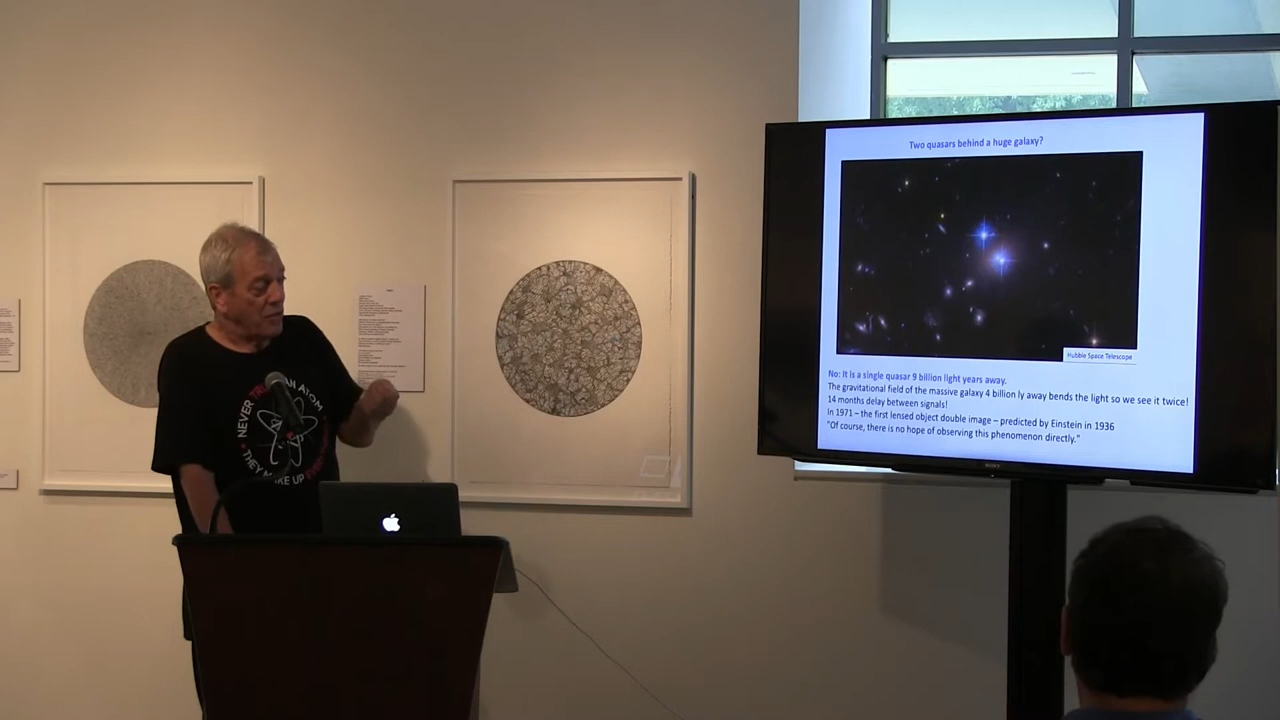 Two quasars behind a huge galaxy?
Hubble Space Telescope
No: It is a single quasar 9 billion light years away.
The gravitational field of the massive galaxy 4 billion ly away bends the light so we see it twice!
14 months delay between signals!
In 1971 – the first lensed object double image – predicted by Einstein in 1936
"Of course, there is no hope of observing this phenomenon directly."
SONY
NEVER
AN ATOM
THEY
KE UP